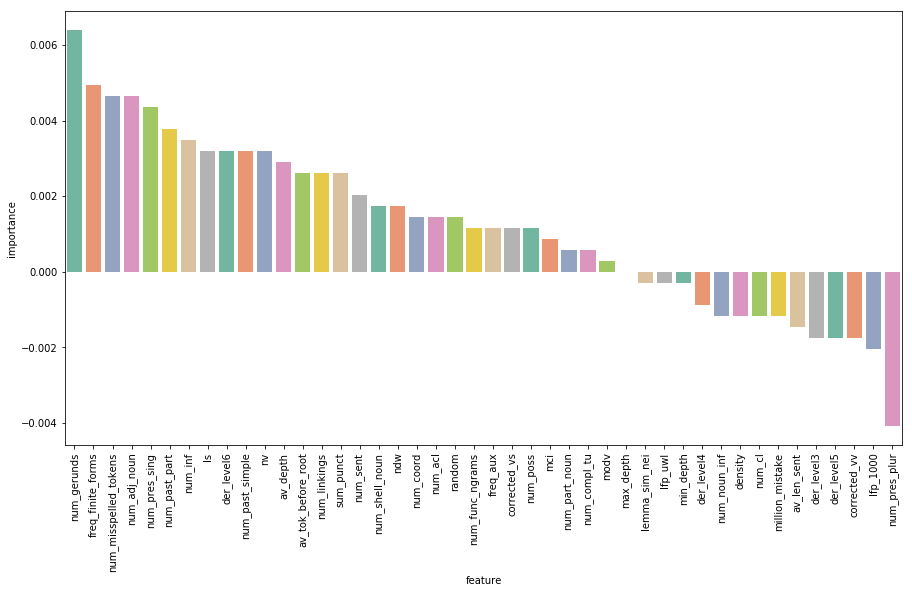 importance
0.006
0.004
0.002
0.000
−0.002
−0.004
num_gerunds
freq_finite_forms
num_misspelled_tokens
num_adj_noun
num_pres_sing
num_past_part
num_inf
ls
der_level6
num_past_simple
nv
av_depth
av_tok_before_root
num_linkings
sum_punct
num_sent
num_shell_noun
ndw
num_coord
num_acl
random
num_func_ngrams
freq_aux
corrected_vs
num_poss
mci
num_part_noun
num_compl_tu
modv
max_depth
lemma_sim_nei
lfp_uwl
min_depth
der_level4
num_noun_inf
density
num_cl
million_mistake
av_len_sent
der_level3
der_level5
corrected_vv
lfp_1000
num_pres_plur
feature